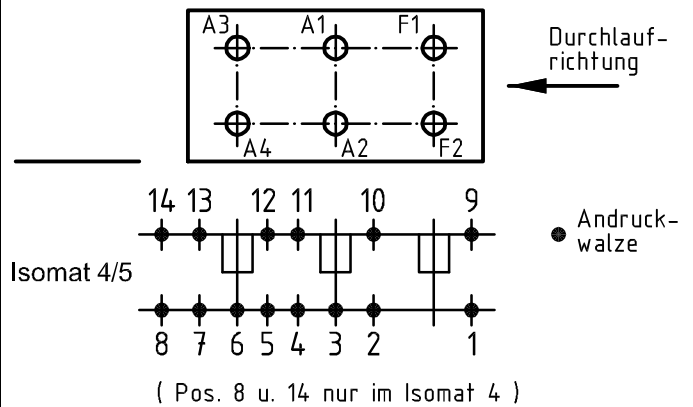 A3 A1 F1
A4 A2 F2
Durchlauf-
richtung
14 13 12 11 10 9
Andruck-
walze
Isomat 4/5
8 7 6 5 4 3 2 1
( Pos. 8 u. 14 nur im Isomat 4 )